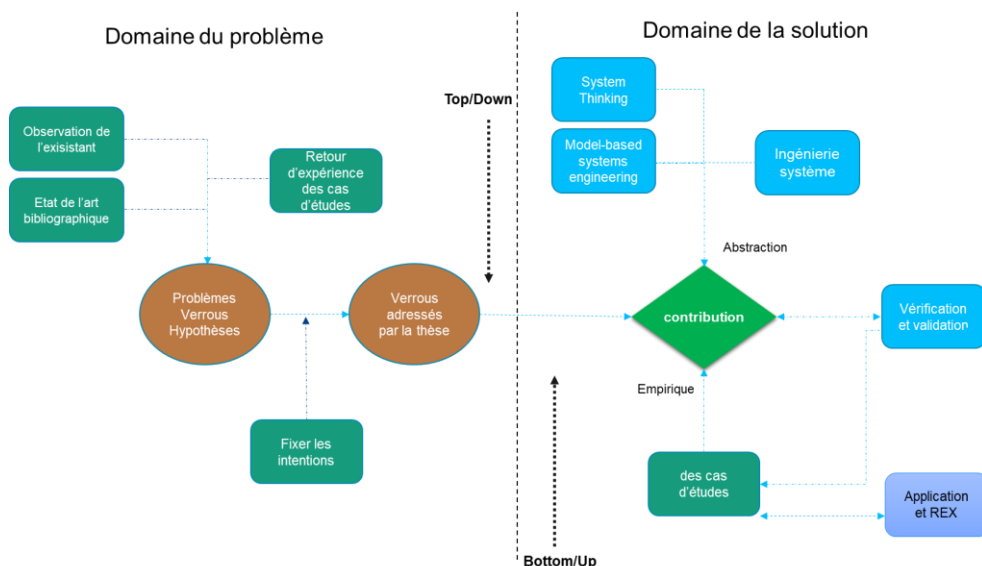 Domaine du problème
Observation de
l'exisistant
Etat de l'art
bibliographique
Retour
d'expérience
des cas
d'études
Problèmes
Verrous
Hypothèses
Verrous
adressés
par la thèse
Fixer les
intentions
Top/Down
Bottom/Up
Domaine de la solution
System
Thinking
Model-based
systems
engineering
Ingénierie
système
Abstraction
contribution
Vérification
et validation
Empirique
des cas
d'études
Application
et REX